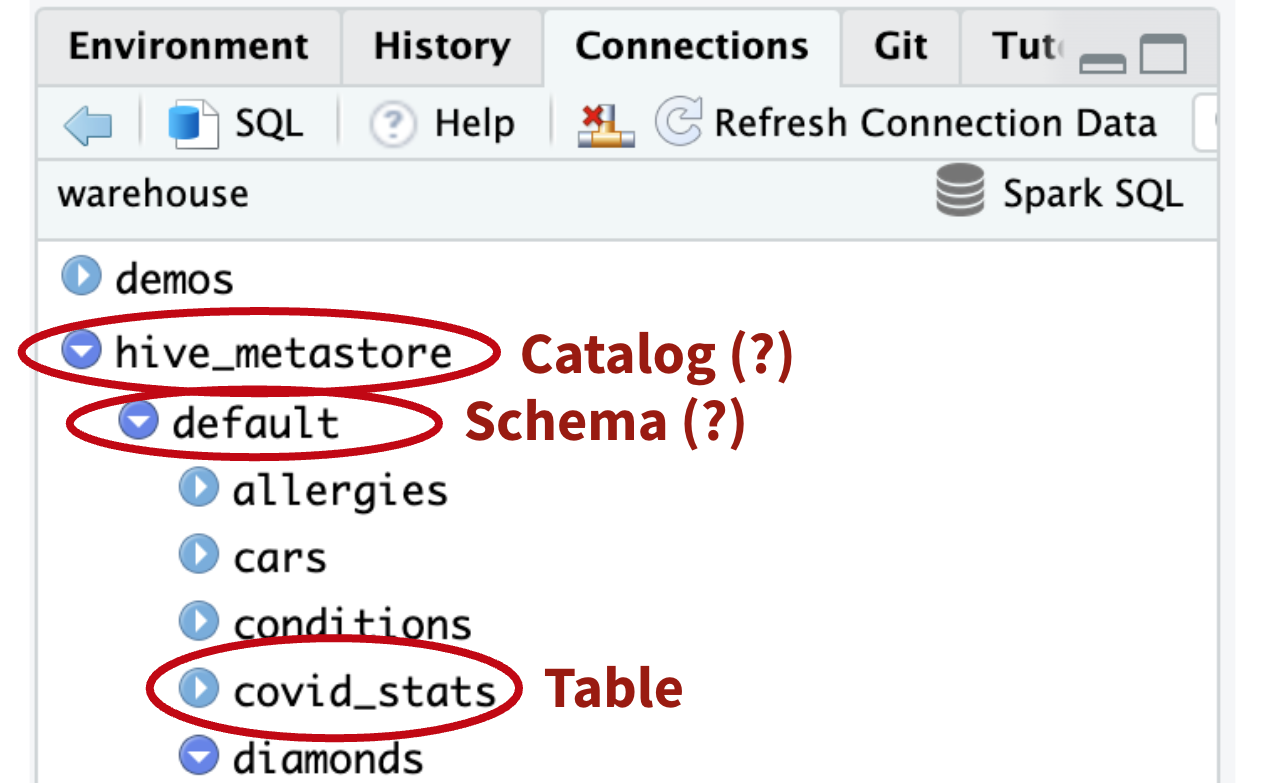 Environment History Connections Git Tut
SQL Help Refresh Connection Data
warehouse Spark SQL
demos
hive_metastore Catalog (?)
default Schema (?)
allergies
cars
conditions
covid_stats Table
diamonds